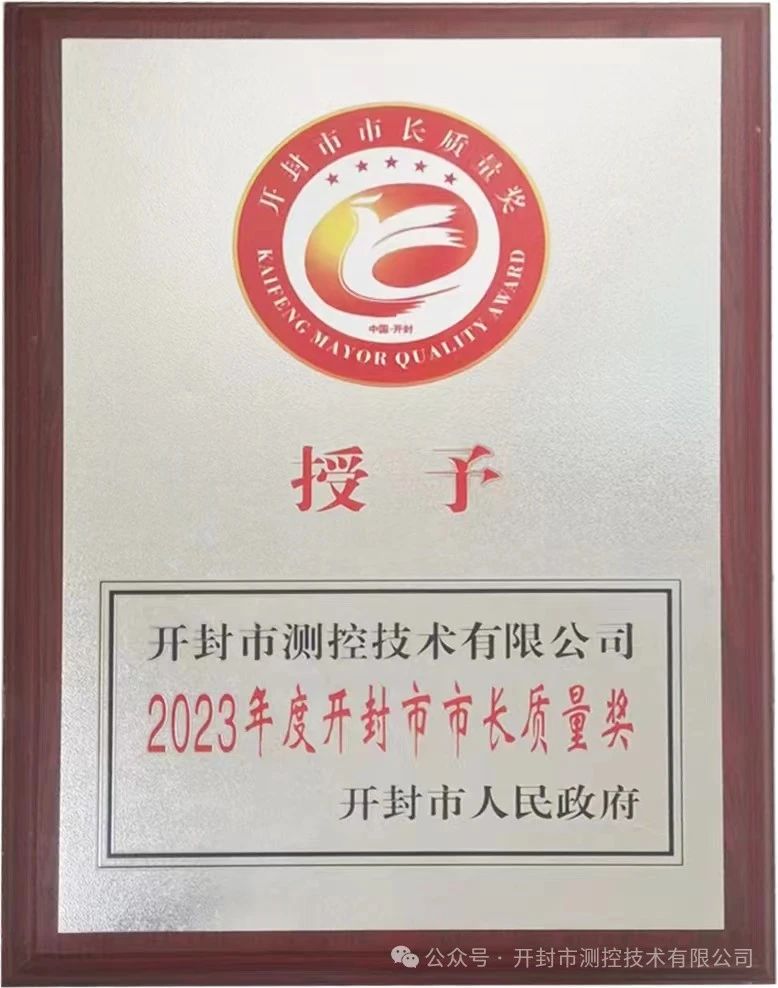 开封市市长质量奖
中国·开封
KAIFENG MAYOR QUALITY AWARD
授予
开封市测控技术有限公司
2023年度开封市市长质量奖
开封市人民政府
公众号·开封市测控技术有限公司